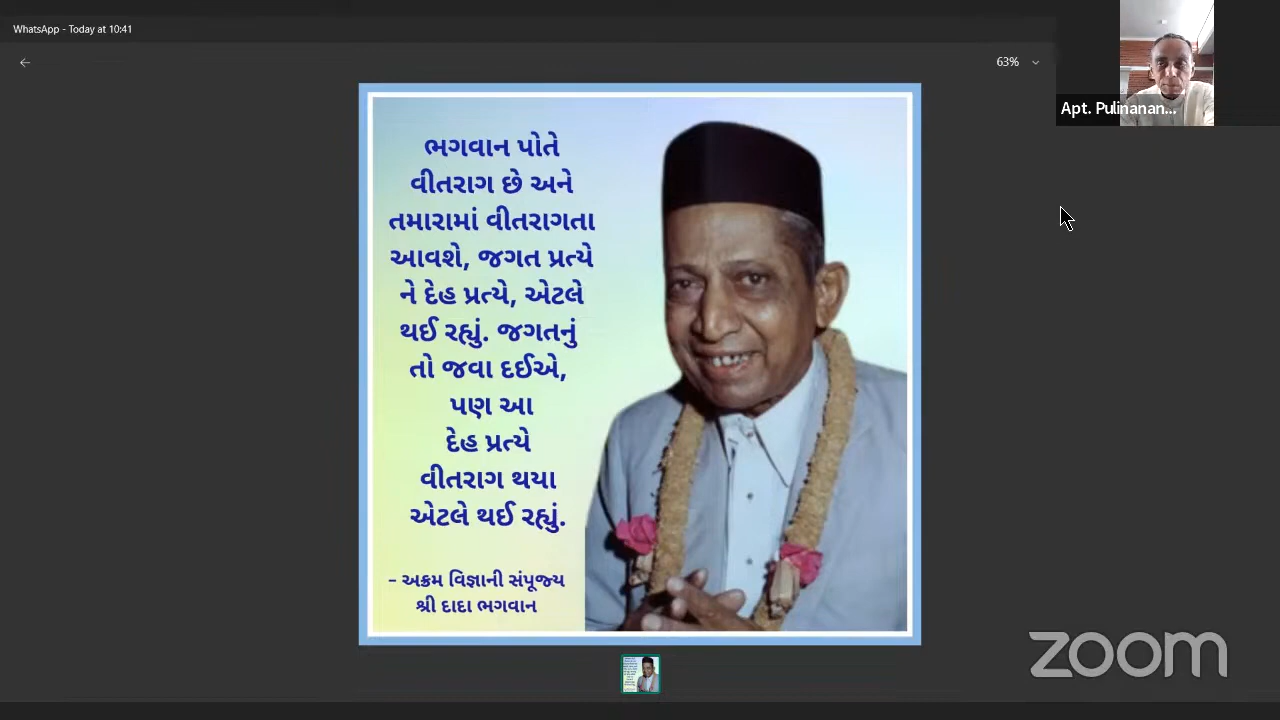 WhatsApp - Today at 10:41
63%
Apt. Pulinanan...
ભગવાન પોતે
વીતરાગ છે અને
તમારામાં વીતરાગતા
આવશે, જગત પ્રત્યે
ને દેહ પ્રત્યે, એટલે
થઈ રહ્યું. જગતનું
તો જવા દઈએ,
પણ આ
દેહ પ્રત્યે
વીતરાગ થયા
એટલે થઈ રહ્યું.
– અક્રમ વિજ્ઞાની સંપૂજ્ય
શ્રી દાદા ભગવાન
zoom